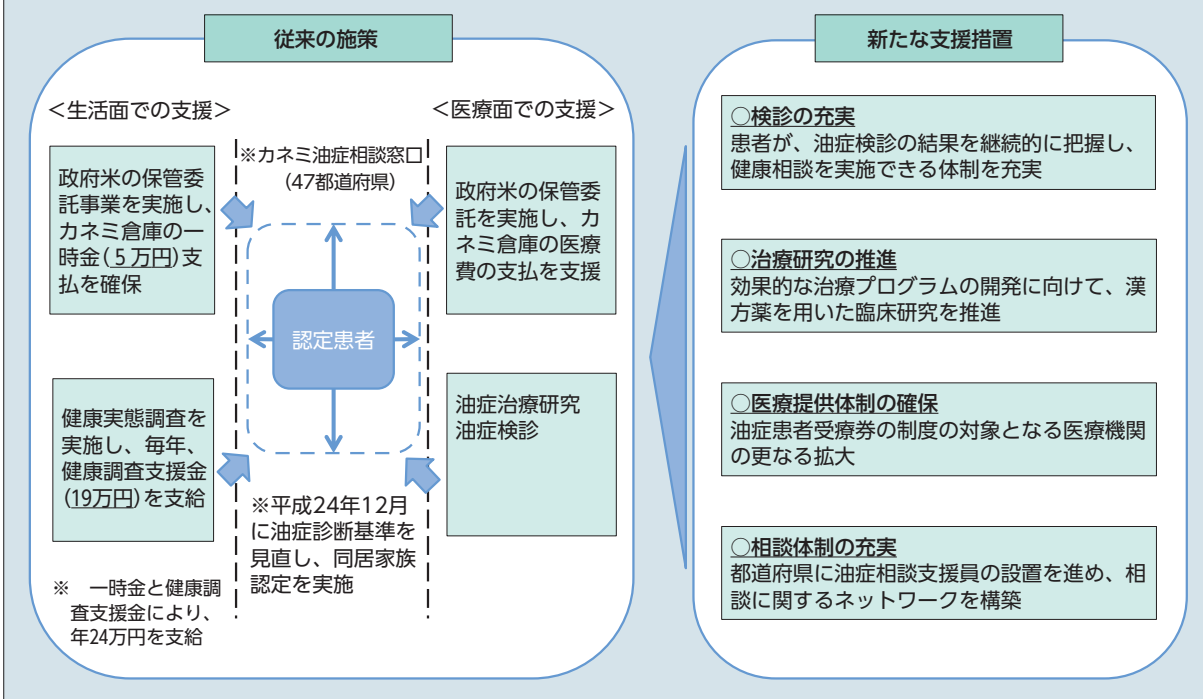 従来の施策
<生活面での支援>
<医療面での支援>
※カネミ油症相談窓口
(47都道府県)
政府米の保管委
託事業を実施し、
カネミ倉庫の一
時金(5万円)支
払を確保
政府米の保管委
託を実施し、カ
ネミ倉庫の医療
費の支払を支援
認定患者
健康実態調査を
実施し、毎年、
健康調査支援金
(19万円)を支給
油症治療研究
油症検診
※平成24年12月
に油症診断基準を
見直し、同居家族
認定を実施
※ 一時金と健康調
査支援金により、
年24万円を支給
新たな支援措置
○検診の充実
患者が、油症検診の結果を継続的に把握し、
健康相談を実施できる体制を充実
○治療研究の推進
効果的な治療プログラムの開発に向けて、漢
方薬を用いた臨床研究を推進
○医療提供体制の確保
油症患者受療券の制度の対象となる医療機関
の更なる拡大
○相談体制の充実
都道府県に油症相談支援員の設置を進め、相
談に関するネットワークを構築